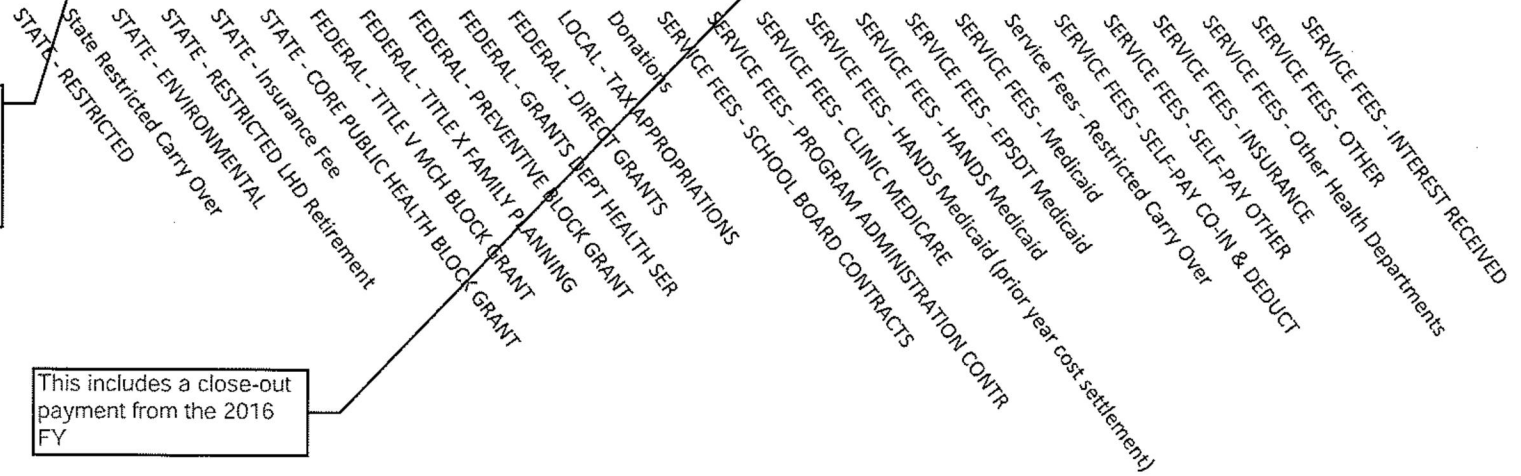 STATE - RESTRICTED
State Restricted Carry Over
STATE - ENVIRONMENTAL
STATE - RESTRICTED LHD Retirement
STATE - Insurance Fee
STATE - CORE PUBLIC HEALTH BLOCK GRANT
FEDERAL - TITLE V MCH BLOCK GRANT
FEDERAL - TITLE X FAMILY PLANNING
FEDERAL - PREVENTIVE BLOCK GRANT
FEDERAL - GRANTS DEPT HEALTH SER
FEDERAL - DIRECT GRANTS
LOCAL - TAX APPROPRIATIONS
Donations
SERVICE FEES - SCHOOL BOARD CONTRACTS
SERVICE FEES - PROGRAM ADMINISTRATION CONTR
SERVICE FEES - CLINIC MEDICARE
SERVICE FEES - HANDS Medicaid (prior year cost settlement)
SERVICE FEES - HANDS Medicaid
SERVICE FEES - EPSDT Medicaid
SERVICE FEES - Medicaid
Service Fees - Restricted Carry Over
SERVICE FEES - SELF-PAY CO-IN & DEDUCT
SERVICE FEES - SELF-PAY OTHER
SERVICE FEES - INSURANCE
SERVICE FEES - Other Health Departments
SERVICE FEES - OTHER
SERVICE FEES - INTEREST RECEIVED
This includes a close-out
payment from the 2016
FY